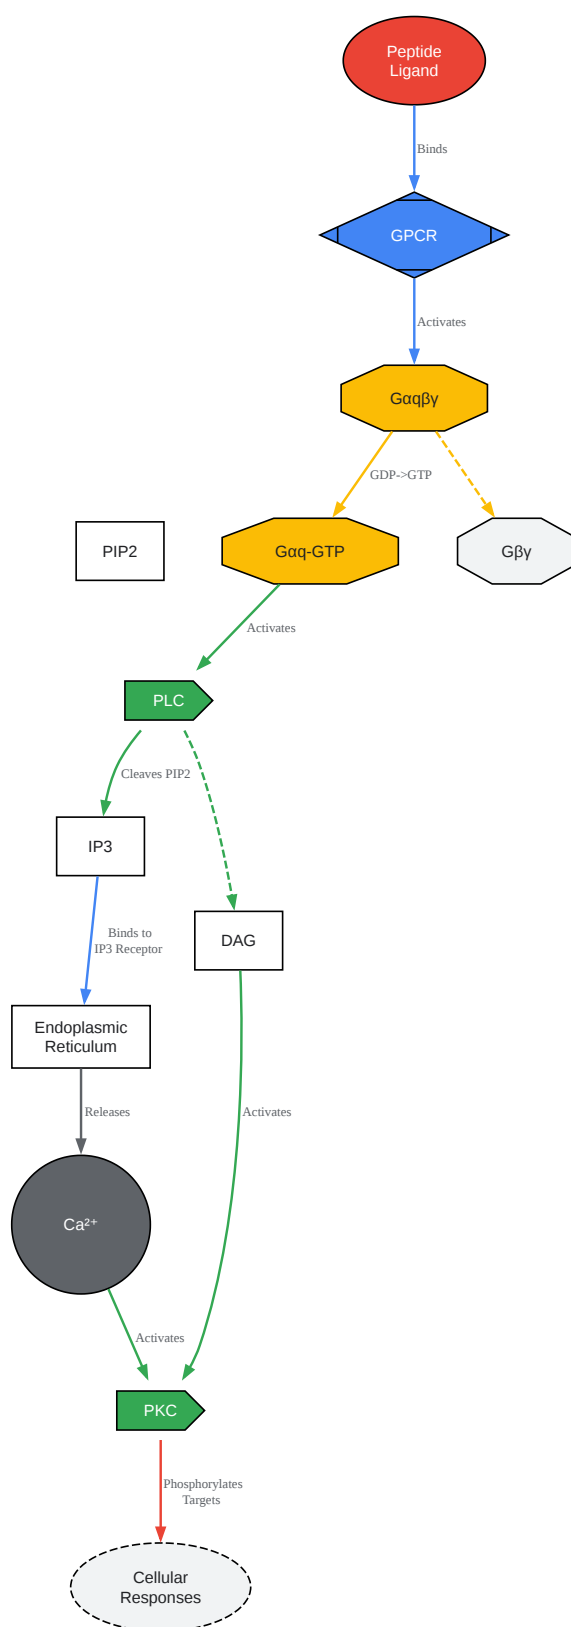 Peptide
Ligand
Binds
GPCR
Activates
Gαqβγ
GDP->GTP
PIP2
Gαq-GTP
Gβγ
Activates
PLC
Cleaves PIP2
IP3
DAG
Binds to
IP3 Receptor
Endoplasmic
Reticulum
Releases
Activates
Ca²⁺
Activates
PKC
Phosphorylates
Targets
Cellular
Responses